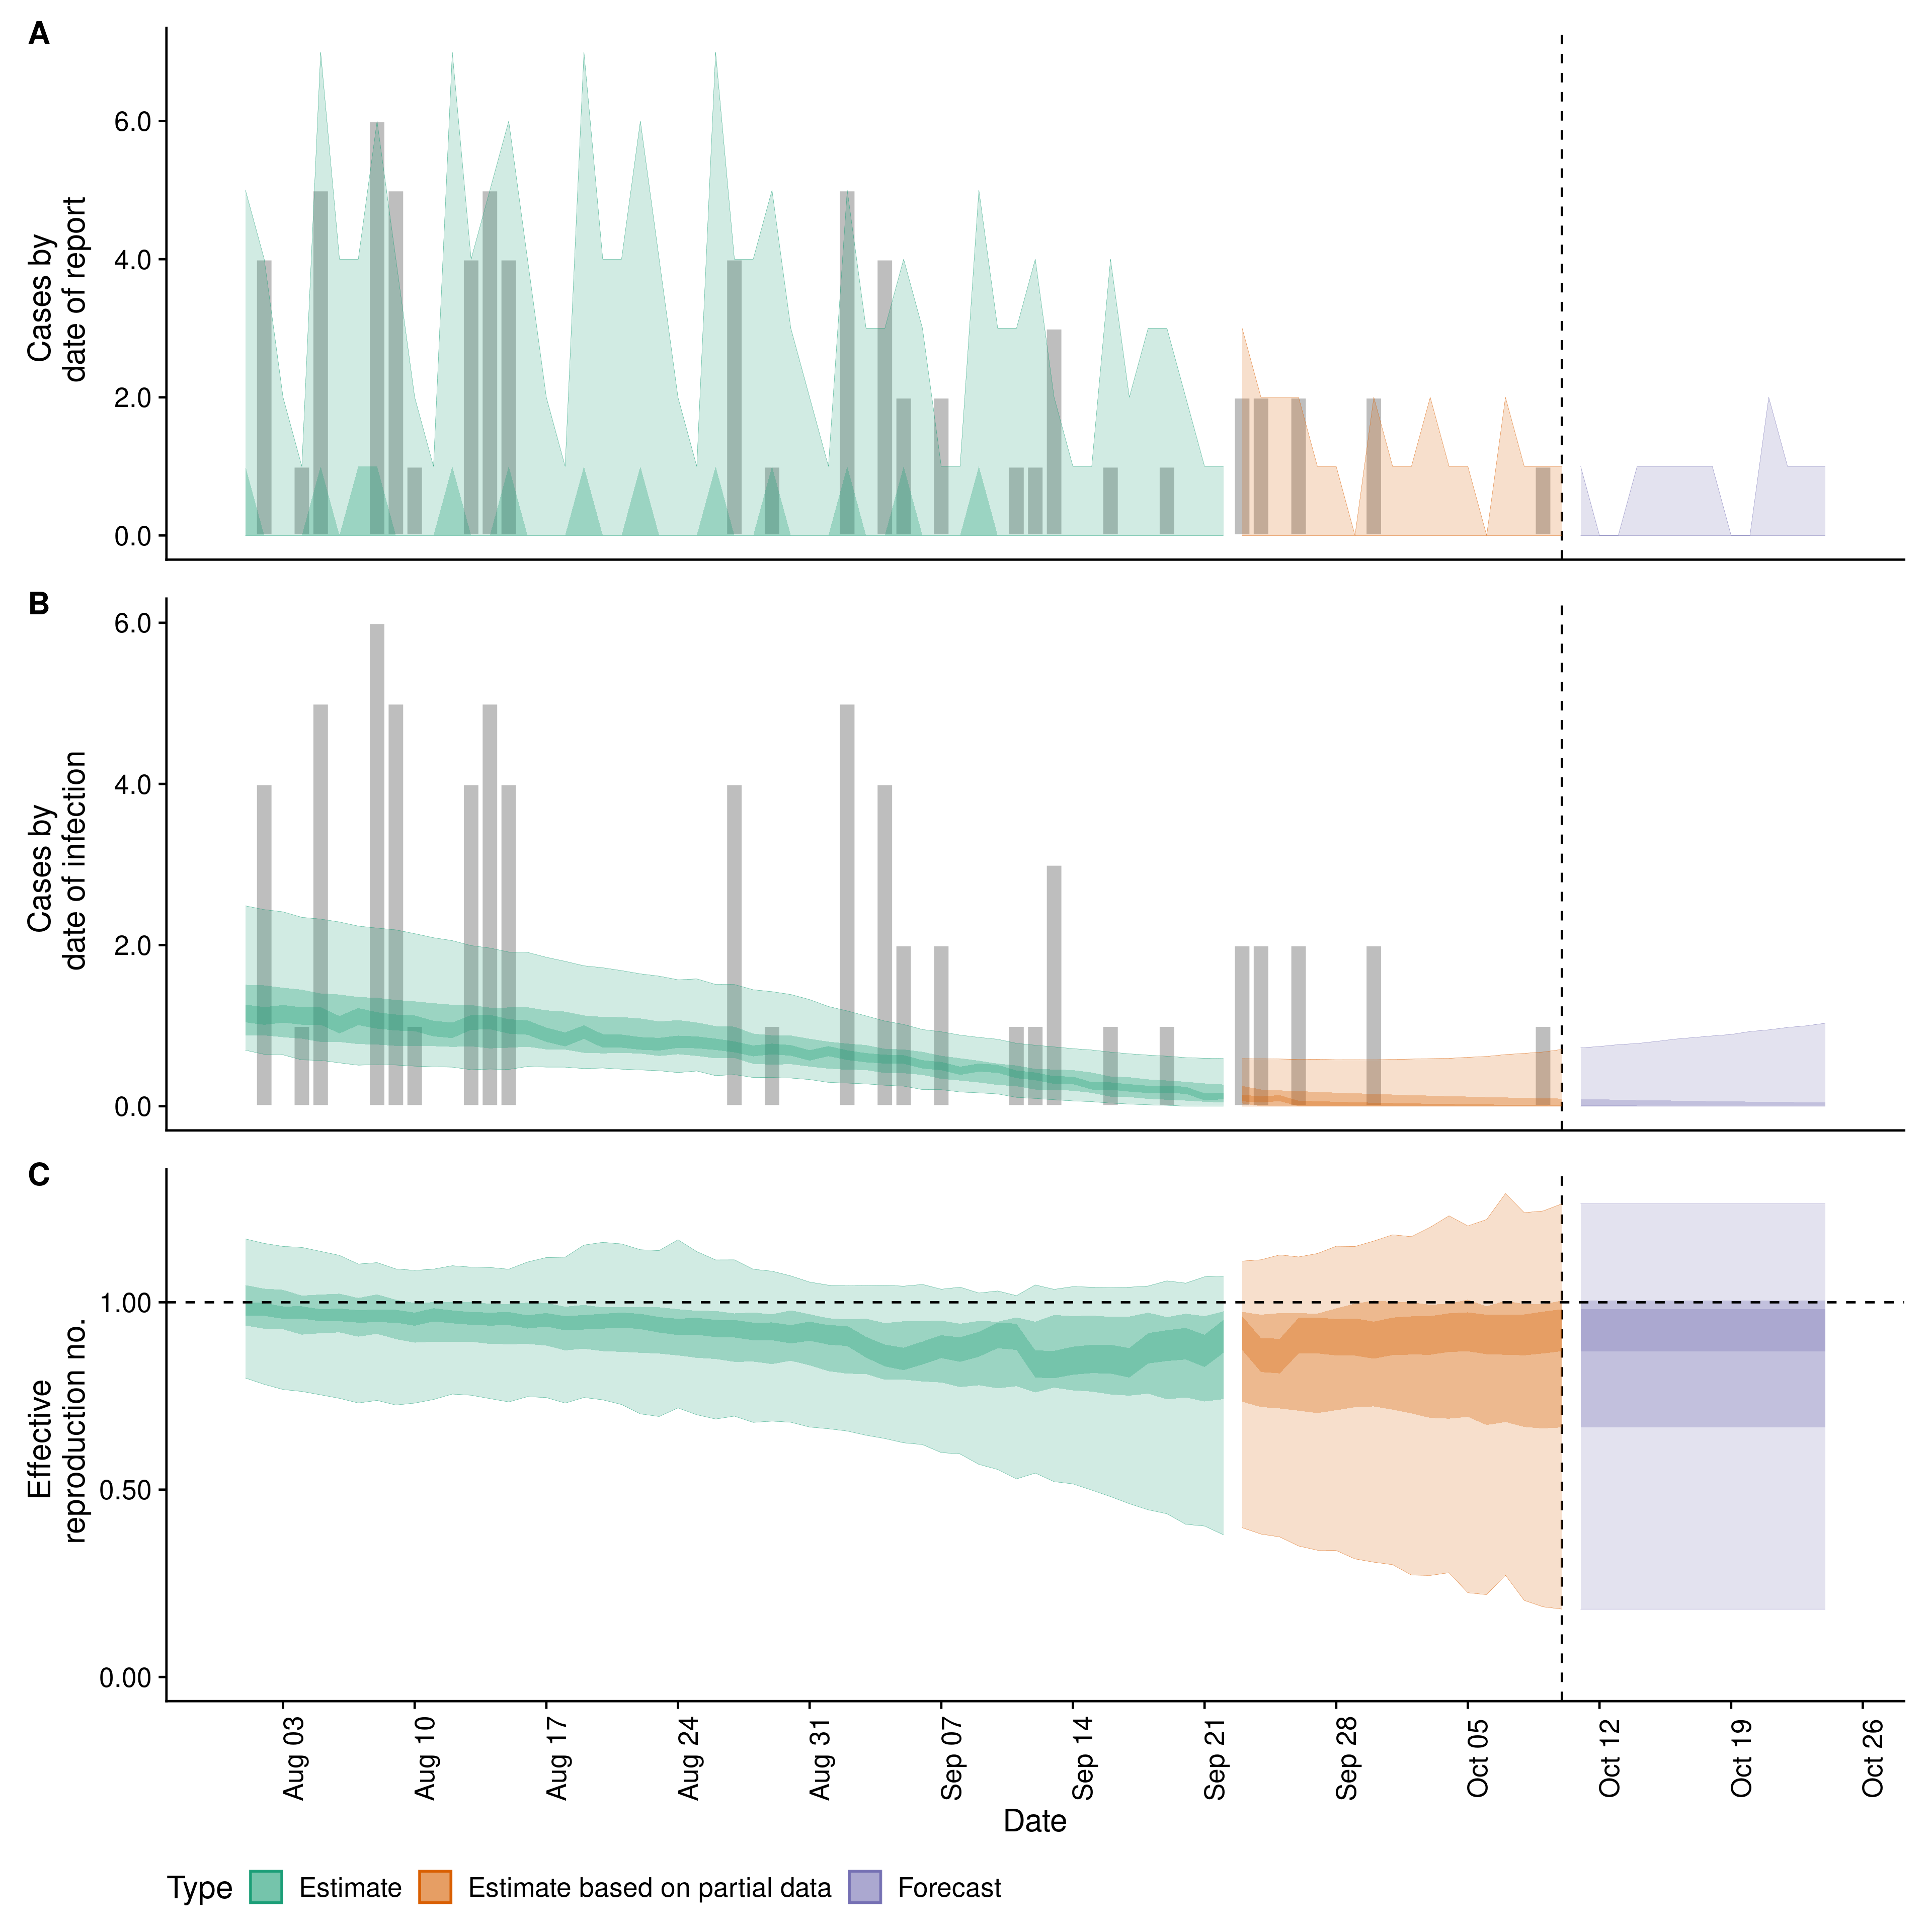 A
Cases by
date of report
6.0
4.0
2.0
0.0
B
Cases by
date of infection
6.0
4.0
2.0
0.0
C
Effective
reproduction no.
1.00
0.50
0.00
Aug 03
Aug 10
Aug 17
Aug 24
Aug 31
Sep 07
Sep 14
Sep 21
Sep 28
Oct 05
Oct 12
Oct 19
Oct 26
Date
Type Estimate Estimate based on partial data Forecast